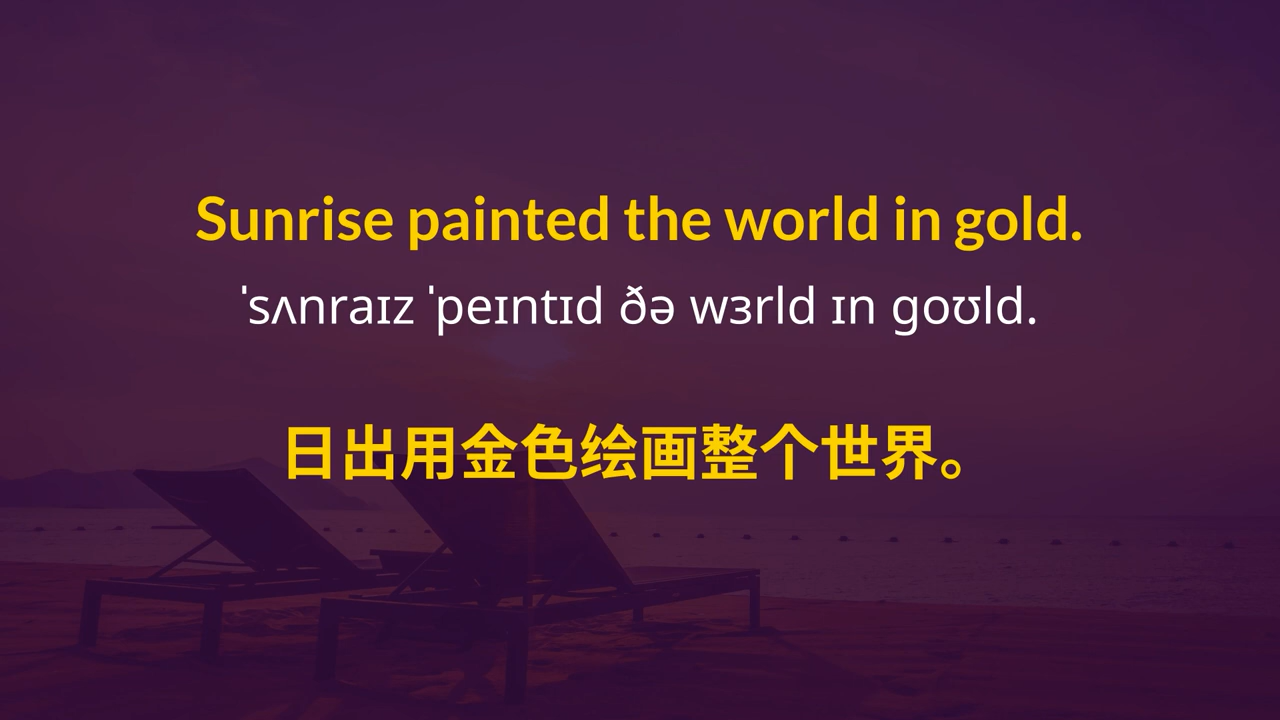 Sunrise painted the world in gold.
ˈsʌnraɪz ˈpeɪntɪd ðə wɜrld ɪn goʊld.
日出用金色绘画整个世界。